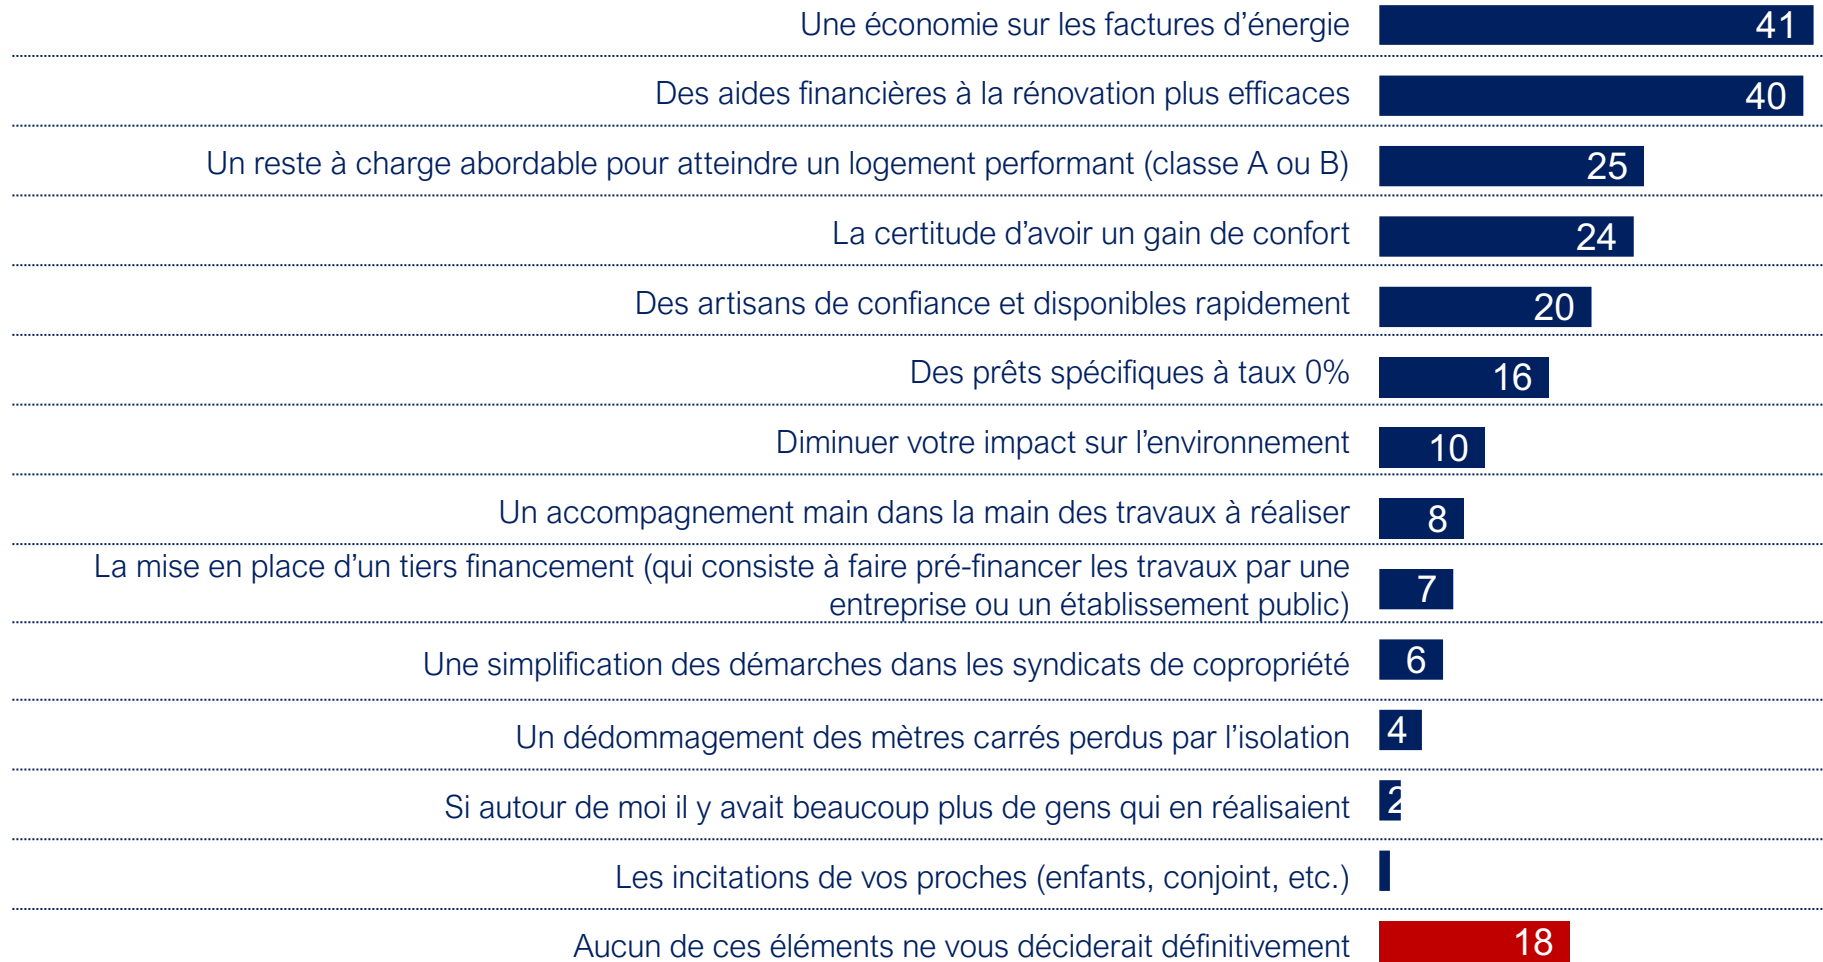 Une économie sur les factures d’énergie 41
Des aides financières à la rénovation plus efficaces 40
Un reste à charge abordable pour atteindre un logement performant (classe A ou B) 25
La certitude d’avoir un gain de confort 24
Des artisans de confiance et disponibles rapidement 20
Des prêts spécifiques à taux 0% 16
Diminuer votre impact sur l’environnement 10
Un accompagnement main dans la main des travaux à réaliser 8
La mise en place d’un tiers financement (qui consiste à faire pré-financer les travaux par une
entreprise ou un établissement public) 7
Une simplification des démarches dans les syndicats de copropriété 6
Un dédommagement des mètres carrés perdus par l’isolation 4
Si autour de moi il y avait beaucoup plus de gens qui en réalisaient 2
Les incitations de vos proches (enfants, conjoint, etc.)
Aucun de ces éléments ne vous déciderait définitivement 18